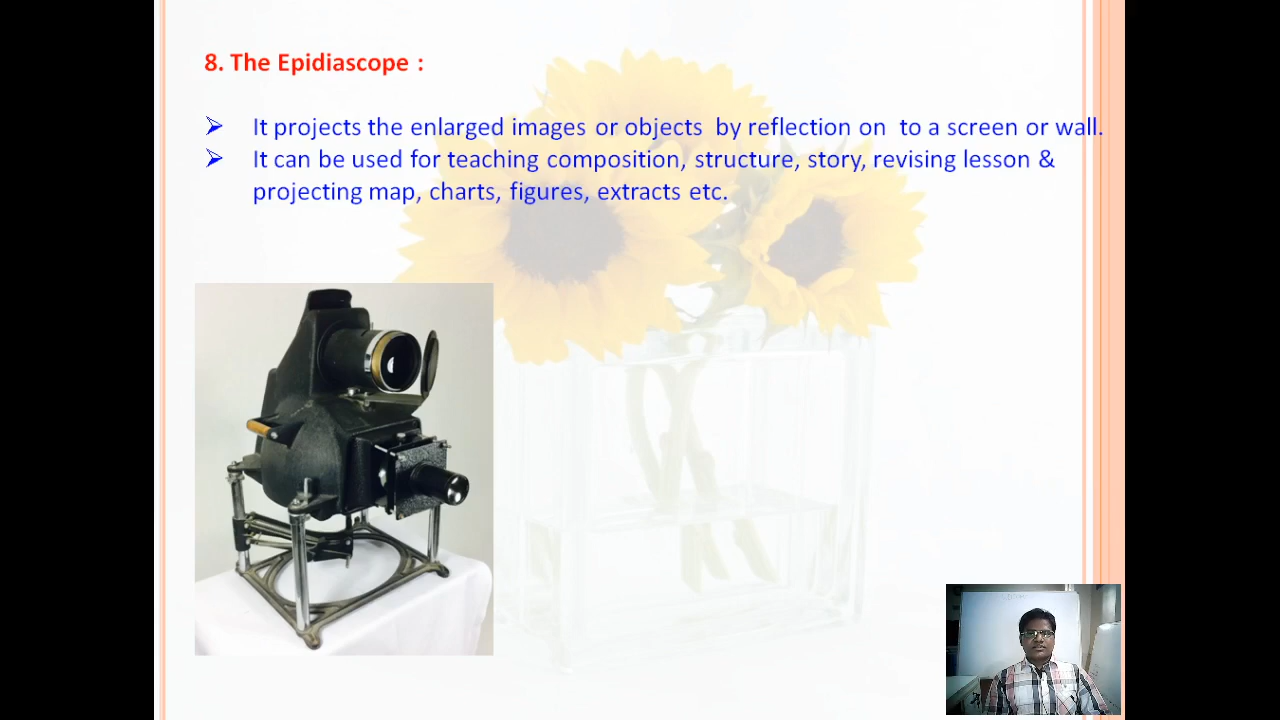 8. The Epidiascope :
It projects the enlarged images or objects by reflection on to a screen or wall.
It can be used for teaching composition, structure, story, revising lesson &
projecting map, charts, figures, extracts etc.